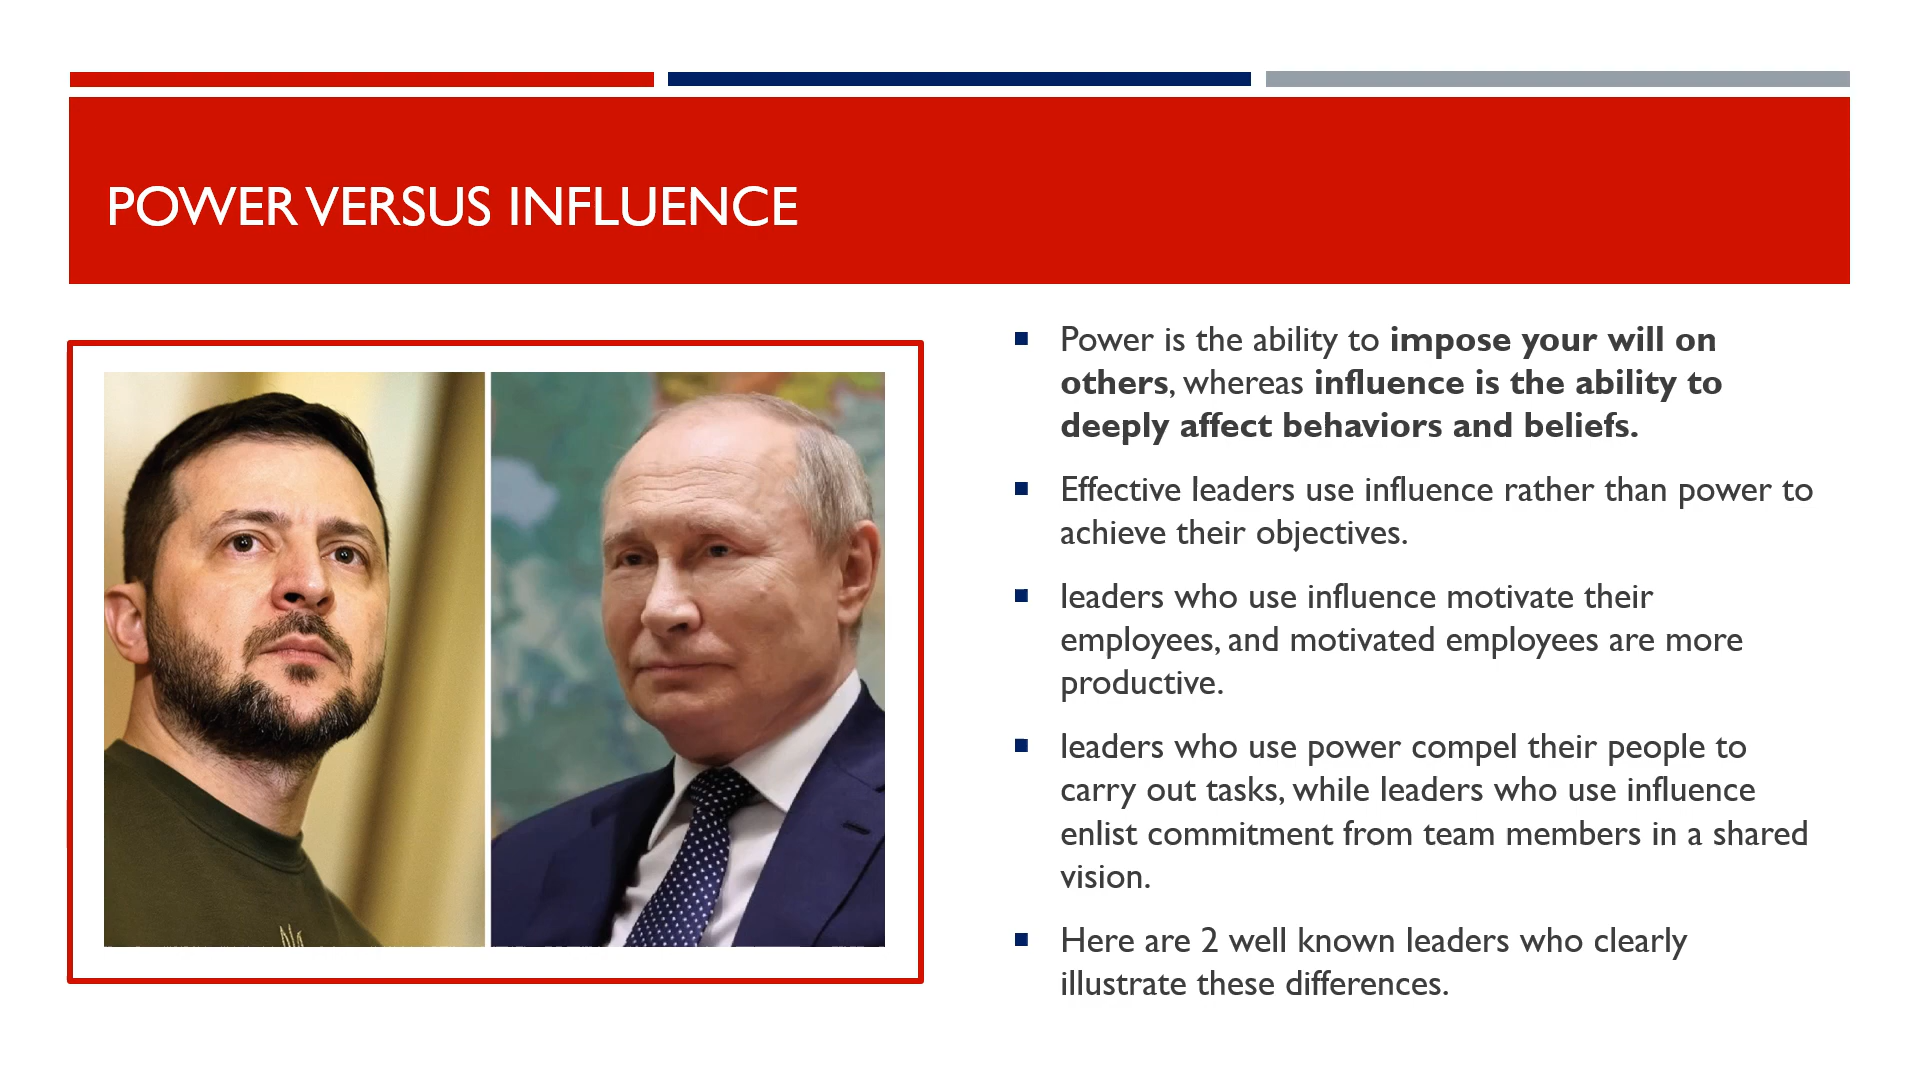 POWER VERSUS INFLUENCE
Power is the ability to impose your will on
others, whereas influence is the ability to
deeply affect behaviors and beliefs.
Effective leaders use influence rather than power to
achieve their objectives.
leaders who use influence motivate their
employees, and motivated employees are more
productive.
leaders who use power compel their people to
carry out tasks, while leaders who use influence
enlist commitment from team members in a shared
vision.
Here are 2 well known leaders who clearly
illustrate these differences.